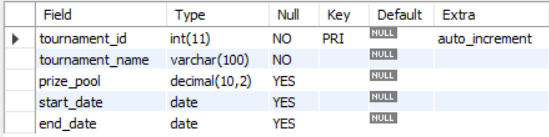 Field Type Null Key Default Extra
tournament_id int(11) NO PRI NULL auto_increment
tournament_name varchar(100) NO NULL
prize_pool decimal(10,2) YES NULL
start_date date YES NULL
end_date date YES NULL